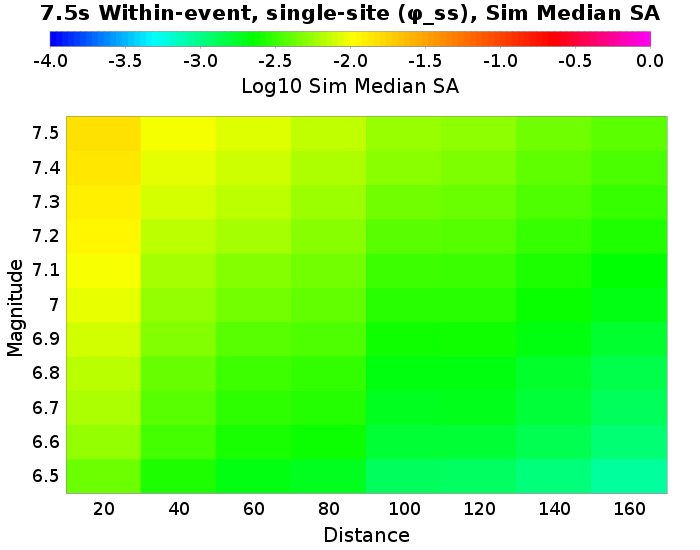 7.5s Within-event, single-site (φ_ss), Sim Median SA
-4.0 -3.5 -3.0 -2.5 -2.0 -1.5 -1.0 -0.5 0.0
Log10 Sim Median SA
7.5
7.4
7.3
7.2
7.1
7
6.9
6.8
6.7
6.6
6.5
Magnitude
20 40 60 80 100 120 140 160
Distance